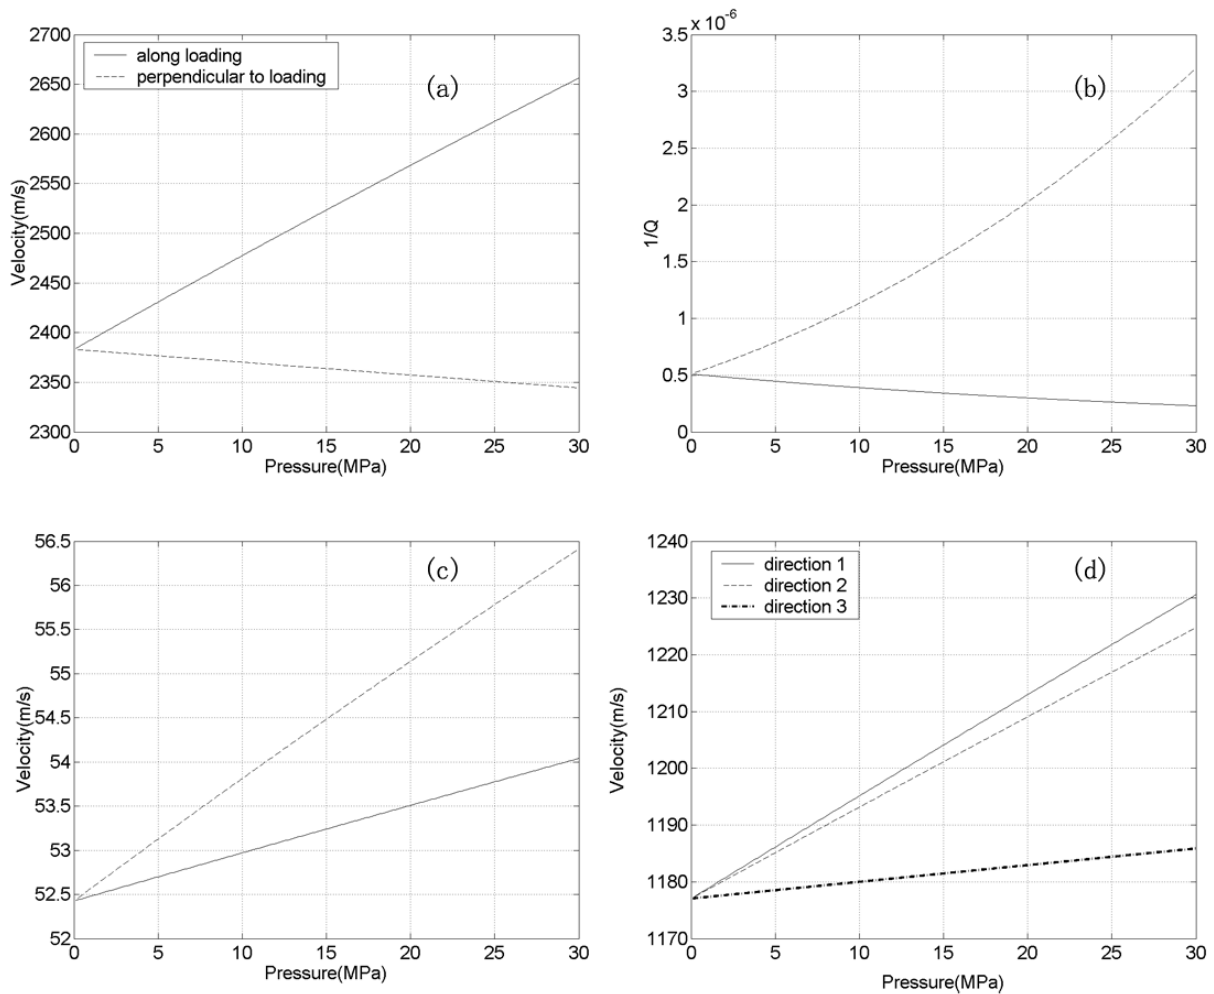 2700
2650
2600
2550
2500
2450
2400
2350
2300
Velocity(m/s)
along loading
perpendicular to loading
(a)
0 5 10 15 20 25 30
Pressure(MPa)
x 10-6
3.5
3
2.5
2
1.5
1
0.5
0
1/Q
(b)
0 5 10 15 20 25 30
Pressure(MPa)
56.5
56
55.5
55
54.5
54
53.5
53
52.5
52
Velocity(m/s)
(c)
0 5 10 15 20 25 30
Pressure(MPa)
1240
1230
1220
1210
1200
1190
1180
1170
Velocity(m/s)
direction 1
direction 2
direction 3
(d)
0 5 10 15 20 25 30
Pressure(MPa)